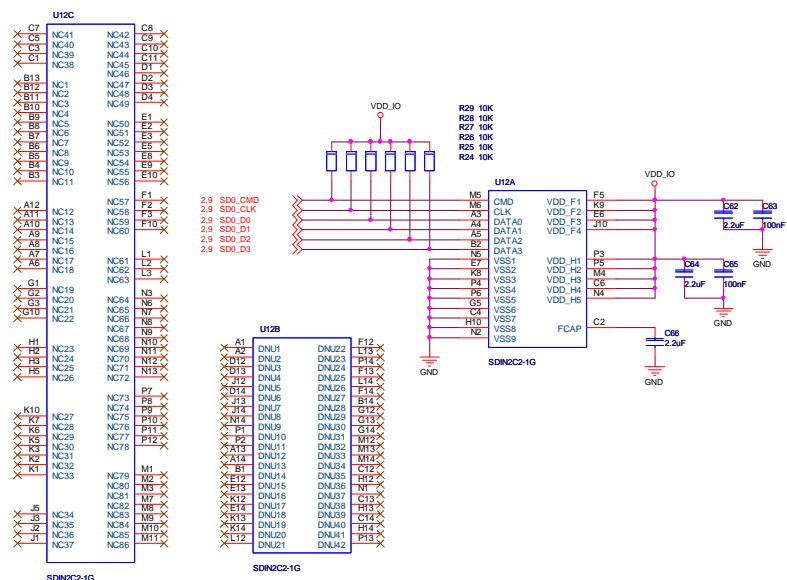 U12C
C7 NC41 NC42 C8
C5 NC40 NC43 C9
C3 NC39 NC44 C10
C1 NC38 NC45 C11
NC46 D1
B13 NC1 NC47 D2
B12 NC2 NC48 D3
B11 NC3 NC49 D4
B10 NC4
B9 NC5 NC50 E1
B8 NC6 NC51 E2
B7 NC7 NC52 E3
B6 NC8 NC53 E5
B5 NC9 NC54 E8
B4 NC10 NC55 E9
B3 NC11 NC56 E10
NC57 F1
A12 NC12 NC58 F2
A11 NC13 NC59 F3
A10 NC14 NC60 F10
A9 NC15
A8 NC16
A7 NC17 NC61 L1
A6 NC18 NC62 L2
NC63 L3
G1 NC19
G2 NC20 NC64 N3
G3 NC21 NC65 N6
G10 NC22 NC66 N7
NC67 N8
NC68 N9
H1 NC23 NC69 N10
H2 NC24 NC70 N11
H3 NC25 NC71 N12
H5 NC26 NC72 N13
NC73 P7
NC74 P8
K10 NC27 NC75 P9
K7 NC28 NC76 P10
K6 NC29 NC77 P11
K5 NC30 NC78 P12
K3 NC31
K2 NC32
K1 NC33 NC79 M1
NC80 M2
NC81 M3
NC82 M7
J5 NC34 NC83 M8
J3 NC35 NC84 M9
J2 NC36 NC85 M10
J1 NC37 NC86 M11
SDIN2C2-1G
VDD_IO
R29 10K
R28 10K
R27 10K
R26 10K
R25 10K
R24 10K
2,9 SD0_CMD
2,9 SD0_CLK
2,9 SD0_D0
2,9 SD0_D1
2,9 SD0_D2
2,9 SD0_D3
U12A
M5 CMD VDD_F1 F5
M6 CLK VDD_F2 K9
A3 DATA0 VDD_F3 E6
A4 DATA1 VDD_F4 J10
A5 DATA2
B2 DATA3
N5 VSS1 VDD_H1 P3
E7 VSS2 VDD_H2 P5
K8 VSS3 VDD_H3 M4
P4 VSS4 VDD_H4 C6
P6 VSS5 VDD_H5 N4
G5 VSS6
C4 VSS7
H10 VSS8 FCAP C2
N2 VSS9
SDIN2C2-1G
GND
VDD_IO
C62
2.2uF
C63
100nF
GND
C64
2.2uF
C65
100nF
GND
C66
2.2uF
GND
U12B
A1 DNU1 DNU22 F12
A2 DNU2 DNU23 L13
D12 DNU3 DNU24 P14
D13 DNU4 DNU25 F13
J12 DNU5 DNU26 L14
D14 DNU6 DNU27 F14
J13 DNU7 DNU28 B14
J14 DNU8 DNU29 G12
N14 DNU9 DNU30 G13
P1 DNU10 DNU31 G14
P2 DNU11 DNU32 M12
A13 DNU12 DNU33 M13
A14 DNU13 DNU34 M14
B1 DNU14 DNU35 C12
E12 DNU15 DNU36 H12
E13 DNU16 DNU37 N1
K12 DNU17 DNU38 C13
E14 DNU18 DNU39 H13
K13 DNU19 DNU40 C14
K14 DNU20 DNU41 H14
L12 DNU21 DNU42 P13
SDIN2C2-1G